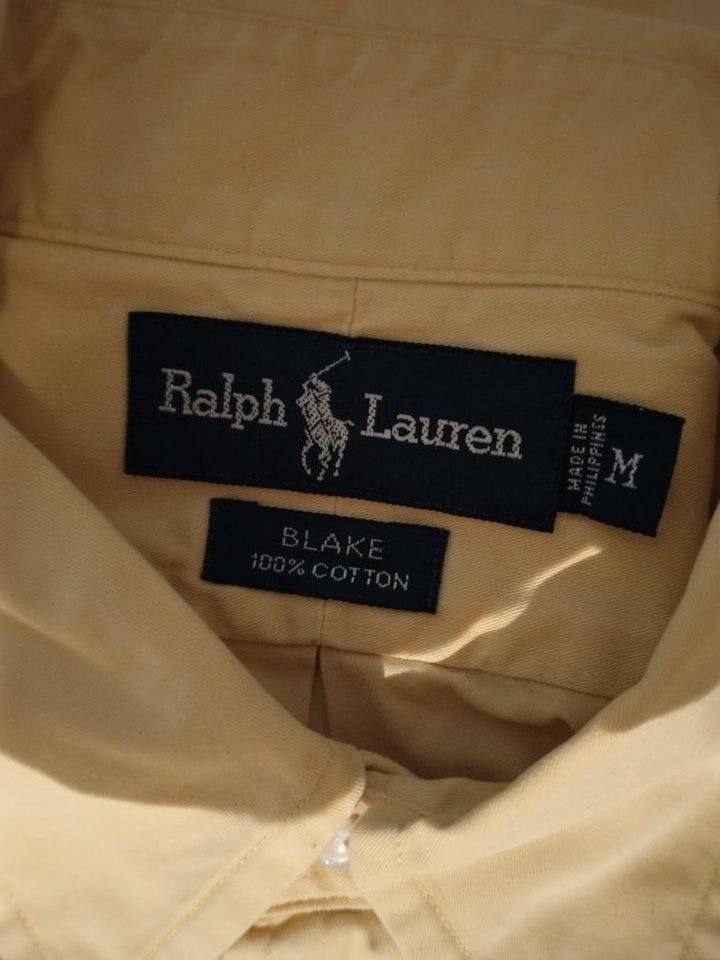 Ralph Lauren
MADE IN
PHILIPPINES
M
BLAKE
100% COTTON